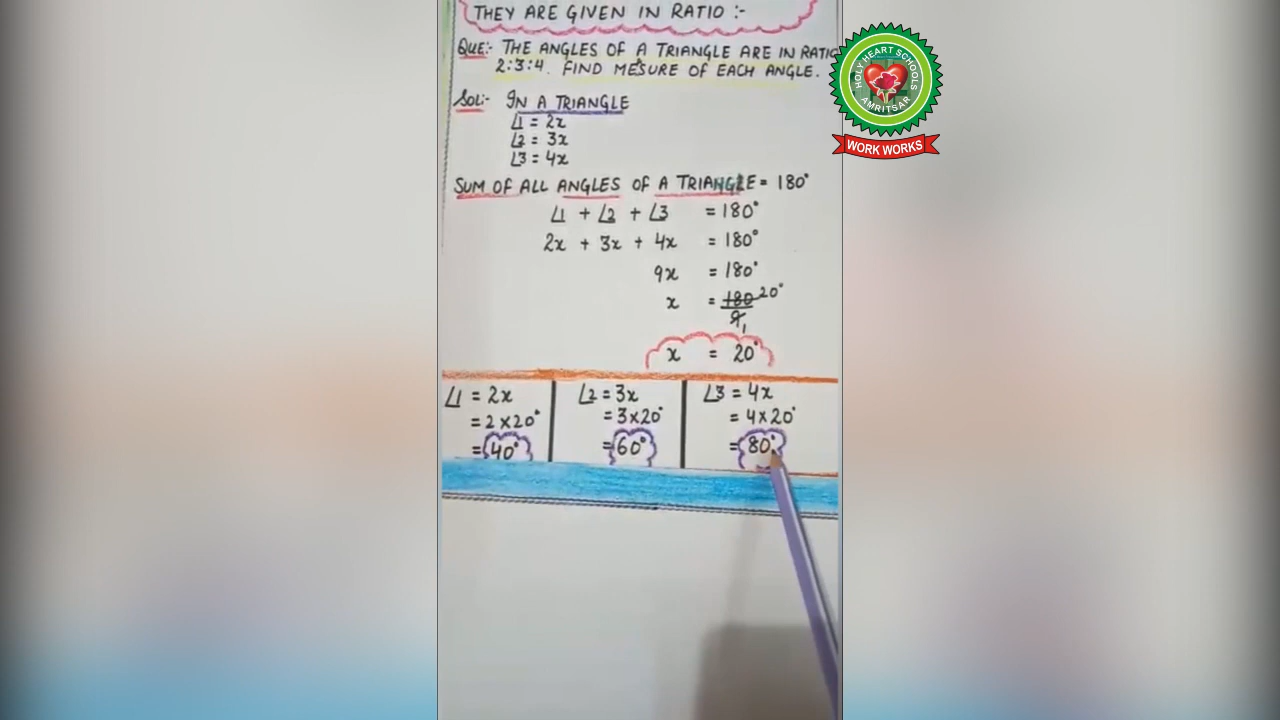 THEY ARE GIVEN IN RATIO :-
QUE:- THE ANGLES OF A TRIANGLE ARE IN RATIO
2:3:4. FIND MESURE OF EACH ANGLE.
SOL:- IN A TRIANGLE
∠1 = 2x
∠2 = 3x
∠3 = 4x
SUM OF ALL ANGLES OF A TRIANGLE = 180°
∠1 + ∠2 + ∠3 = 180°
2x + 3x + 4x = 180°
9x = 180°
x = 180/9 20° 1
x = 20°
∠1 = 2x
= 2 x 20°
= 40°
∠2 = 3x
= 3 x 20°
= 60°
∠3 = 4x
= 4 x 20°
= 80°
HOLY HEART SCHOOLS
AMRITSAR
WORK WORKS